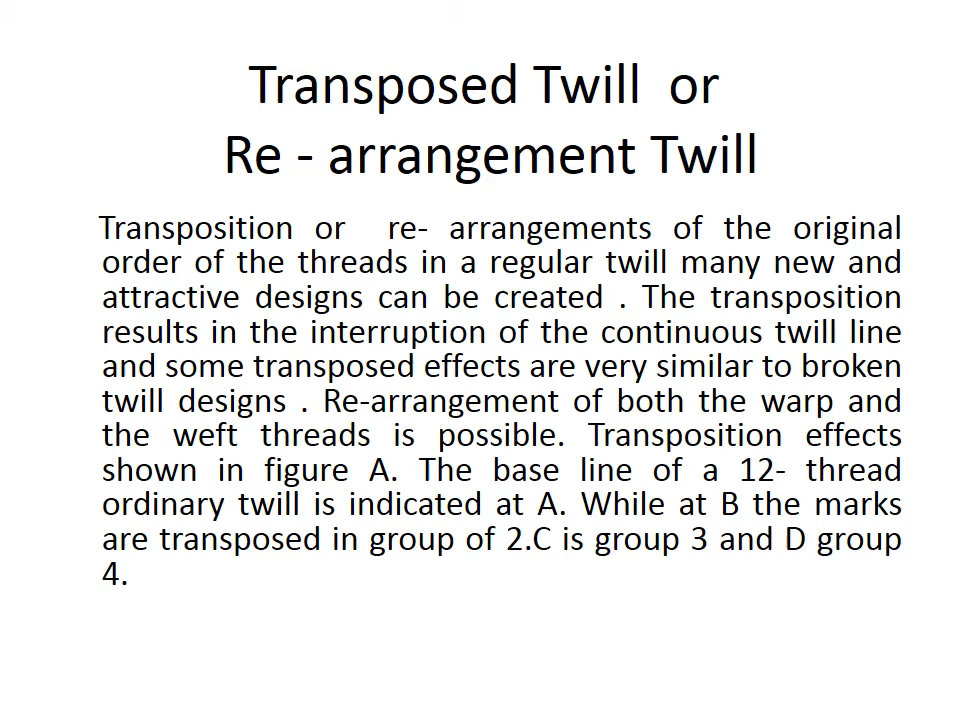 Transposed Twill or
Re - arrangement Twill
Transposition or re- arrangements of the original
order of the threads in a regular twill many new and
attractive designs can be created . The transposition
results in the interruption of the continuous twill line
and some transposed effects are very similar to broken
twill designs . Re-arrangement of both the warp and
the weft threads is possible. Transposition effects
shown in figure A. The base line of a 12- thread
ordinary twill is indicated at A. While at B the marks
are transposed in group of 2.C is group 3 and D group
4.